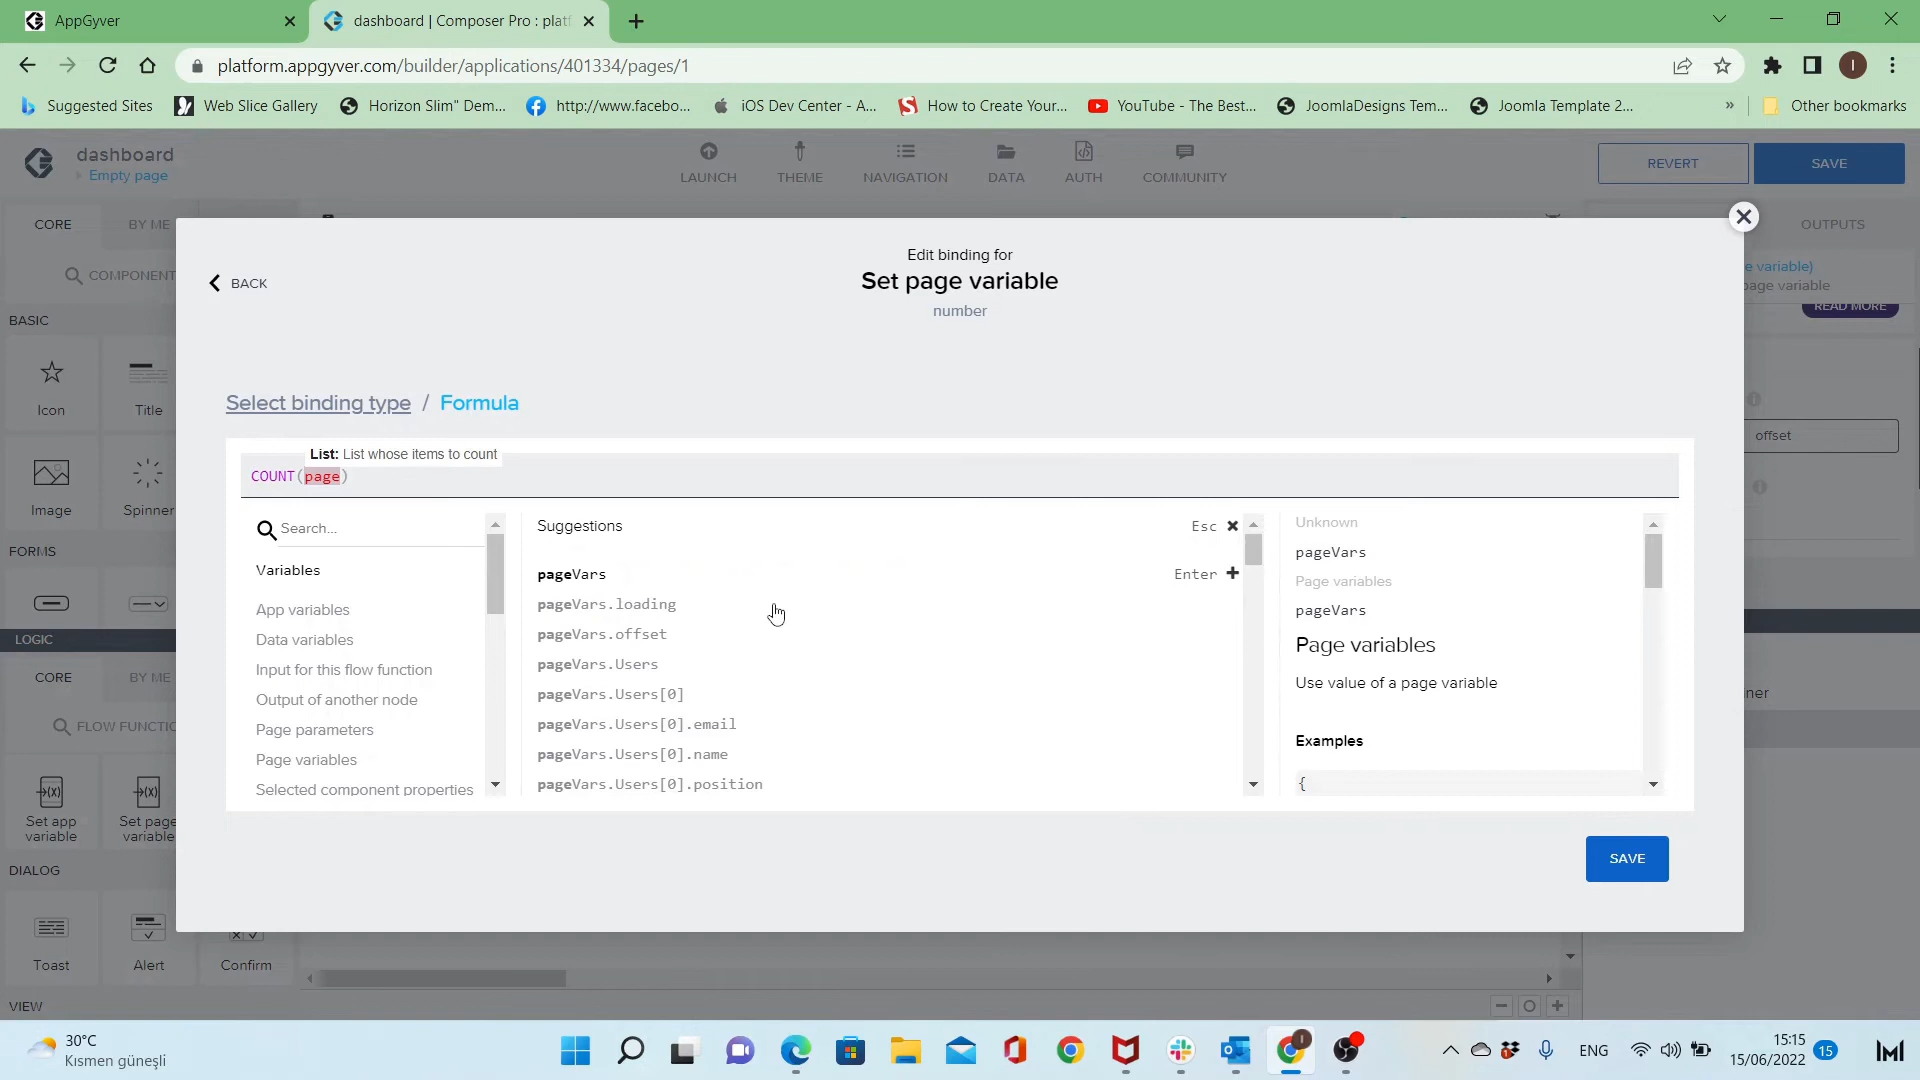 AppGyver
dashboard | Composer Pro : plat
platform.appgyver.com/builder/applications/401334/pages/1
I
Suggested Sites
Web Slice Gallery
Horizon Slim" Dem...
http://www.facebo...
iOS Dev Center - A...
How to Create Your...
YouTube - The Best...
JoomlaDesigns Tem...
Joomla Template 2...
»
Other bookmarks
dashboard
Empty page
LAUNCH
THEME
NAVIGATION
DATA
AUTH
COMMUNITY
REVERT
SAVE
CORE
BY ME
OUTPUTS
COMPONENT
e variable)
page variable
READ MORE
BASIC
Icon
Title
Image
Spinner
FORMS
offset
LOGIC
CORE
BY ME
FLOW FUNCTIO
Set app
variable
Set page
variable
DIALOG
Toast
Alert
Confirm
VIEW
ner
BACK
Edit binding for
Set page variable
number
Select binding type / Formula
List: List whose items to count
COUNT(page)
Search...
Variables
App variables
Data variables
Input for this flow function
Output of another node
Page parameters
Page variables
Selected component properties
Suggestions
Esc
pageVars
Enter
pageVars.loading
pageVars.offset
pageVars.Users
pageVars.Users[0]
pageVars.Users[0].email
pageVars.Users[0].name
pageVars.Users[0].position
Unknown
pageVars
Page variables
pageVars
Page variables
Use value of a page variable
Examples
{
SAVE
30°C
Kısmen güneşli
ENG
15:15
15/06/2022
15